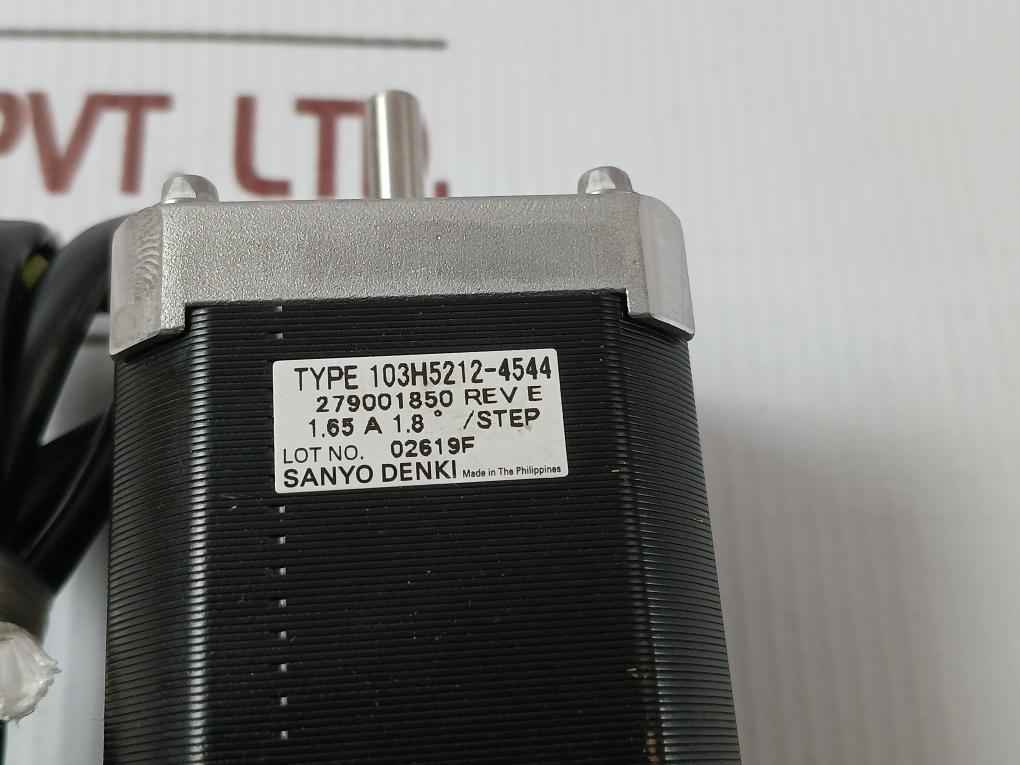 PVT LTD.
TYPE 103H5212-4544
279001850 REV E
1.65 A 1.8° /STEP
LOT NO. 02619F
SANYO DENKI Made in The Philippines